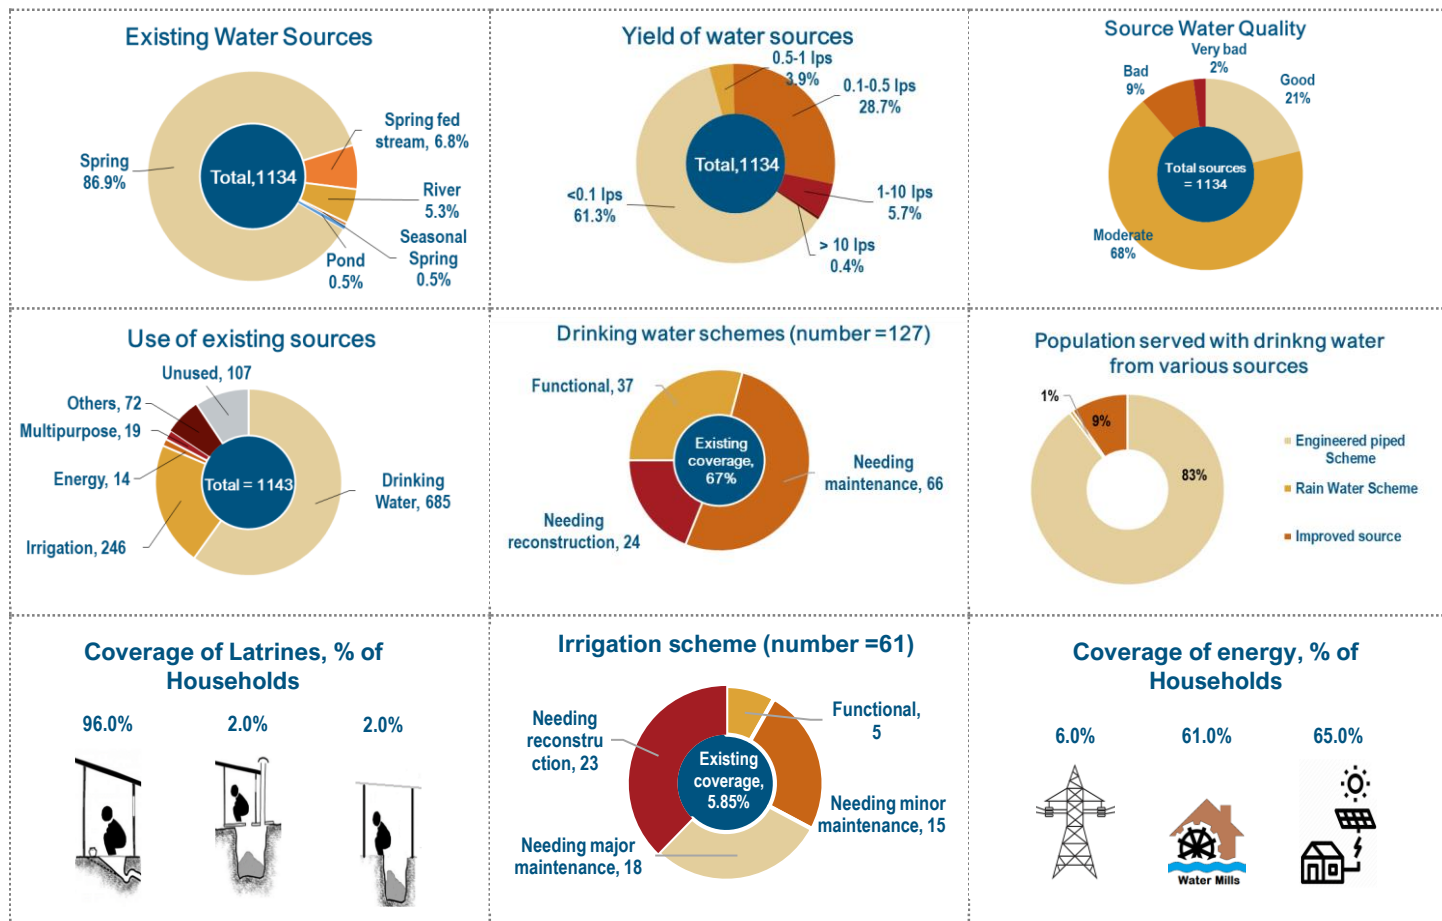 Existing Water Sources
Spring fed
stream, 6.8%
Spring
86.9%
Total,1134
River
5.3%
Seasonal
Spring
0.5%
Pond
0.5%
Yield of water sources
0.5-1 lps
3.9%
0.1-0.5 lps
28.7%
Total,1134
<0.1 lps
61.3%
1-10 lps
5.7%
> 10 lps
0.4%
Source Water Quality
Very bad
2%
Bad
9%
Good
21%
Total sources
= 1134
Moderate
68%
Use of existing sources
Unused, 107
Others, 72
Multipurpose, 19
Energy, 14
Total = 1143
Drinking
Water, 685
Irrigation, 246
Drinking water schemes (number =127)
Functional, 37
Existing
coverage,
67%
Needing
maintenance, 66
Needing
reconstruction, 24
Population served with drinkng water
from various sources
1%
9%
83%
Engineered piped
Scheme
Rain Water Scheme
Improved source
Coverage of Latrines, % of
Households
96.0%
2.0%
2.0%
Irrigation scheme (number =61)
Needing
reconstru
ction, 23
Functional,
5
Existing
coverage,
5.85%
Needing minor
maintenance, 15
Needing major
maintenance, 18
Coverage of energy, % of
Households
6.0%
61.0%
65.0%
Water Mills